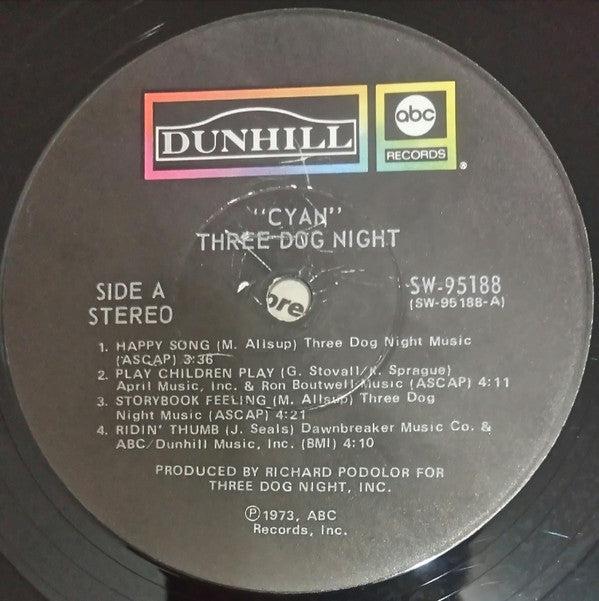 DUNHILL
abc
RECORDS
®
"CYAN"
THREE DOG NIGHT
SIDE A
STEREO
SW-95188
(SW-95188-A)
1. HAPPY SONG (M. Allsup) Three Dog Night Music
(ASCAP) 3:36
2. PLAY CHILDREN PLAY (G. Stovall/K. Sprague)
April Music, Inc. & Ron Boutwell Music (ASCAP) 4:11
3. STORYBOOK FEELING (M. Allsup) Three Dog
Night Music (ASCAP) 4:21
4. RIDIN' THUMB (J. Seals) Dawnbreaker Music Co. &
ABC/Dunhill Music, Inc. (BMI) 4:10
PRODUCED BY RICHARD PODOLOR FOR
THREE DOG NIGHT, INC.
℗1973, ABC
Records, Inc.